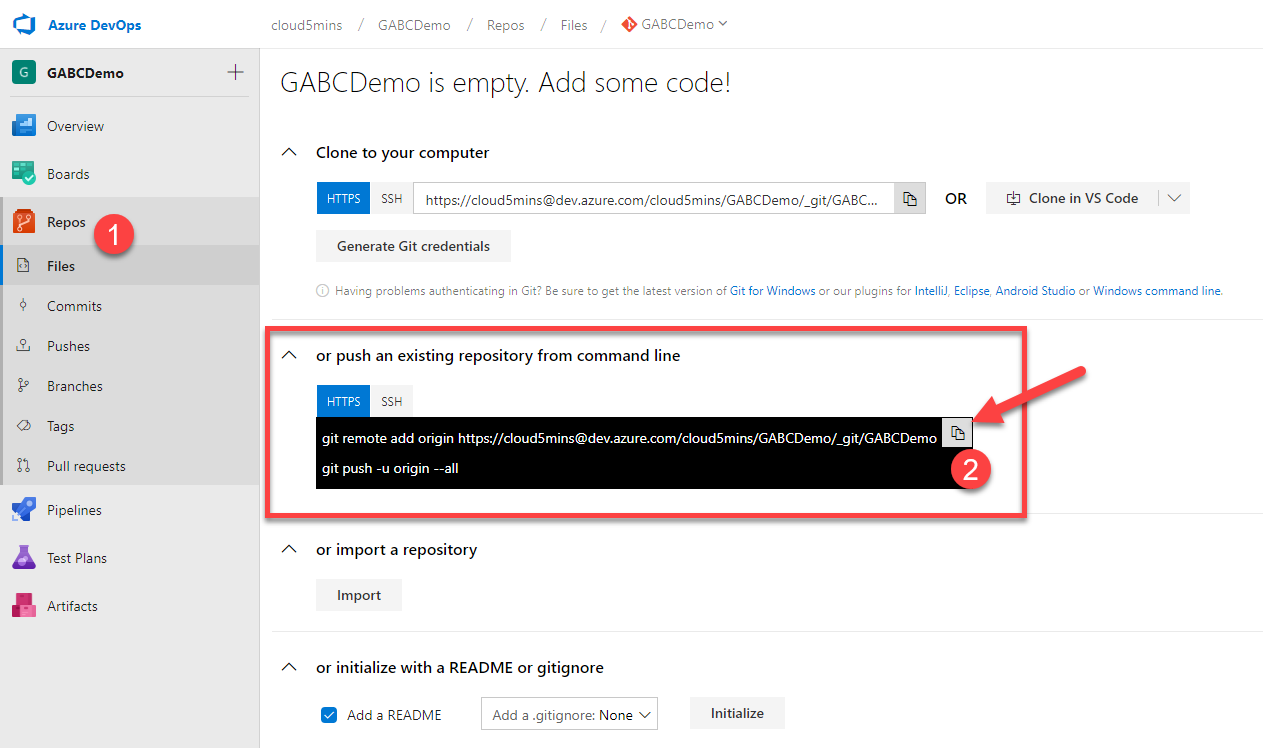 Azure DevOps
cloud5mins / GABCDemo / Repos / Files / GABCDemo
G GABCDemo
Overview
Boards
Repos
1
Files
Commits
Pushes
Branches
Tags
Pull requests
Pipelines
Test Plans
Artifacts
GABCDemo is empty. Add some code!
Clone to your computer
HTTPS SSH https://cloud5mins@dev.azure.com/cloud5mins/GABCDemo/_git/GABC... OR Clone in VS Code
Generate Git credentials
Having problems authenticating in Git? Be sure to get the latest version of Git for Windows or our plugins for IntelliJ, Eclipse, Android Studio or Windows command line.
or push an existing repository from command line
HTTPS SSH
git remote add origin https://cloud5mins@dev.azure.com/cloud5mins/GABCDemo/_git/GABCDemo
git push -u origin --all
2
or import a repository
Import
or initialize with a README or gitignore
Add a README Add a .gitignore: None Initialize